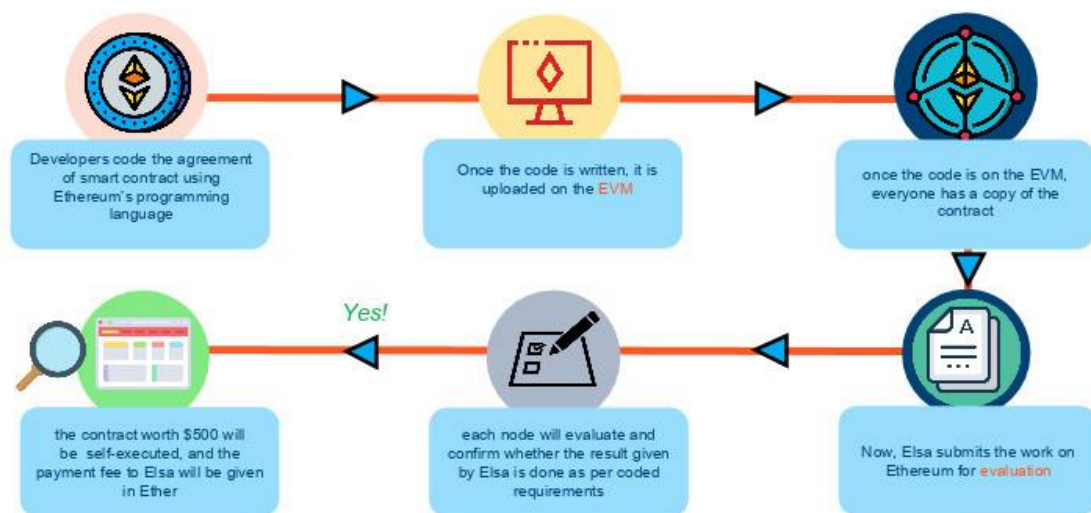 Developers code the agreement
of smart contract using
Ethereum's programming
language
Once the code is written, it is
uploaded on the EVM
once the code is on the EVM,
everyone has a copy of the
contract
Yes!
the contract worth $500 will
be self-executed, and the
payment fee to Elsa will be given
in Ether
each node will evaluate and
confirm whether the result given
by Elsa is done as per coded
requirements
A
Now, Elsa submits the work on
Ethereum for evaluation